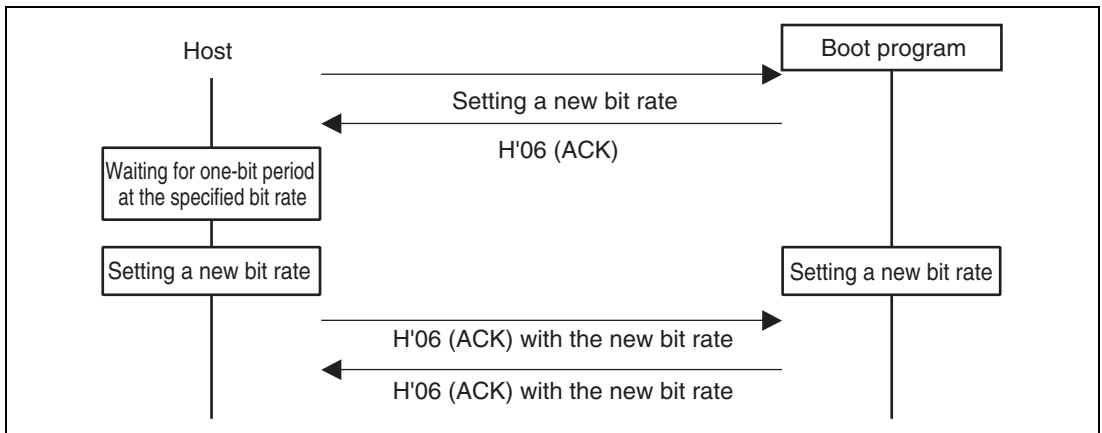 Host
Boot program
Setting a new bit rate
H'06 (ACK)
Waiting for one-bit period
at the specified bit rate
Setting a new bit rate
Setting a new bit rate
H'06 (ACK) with the new bit rate
H'06 (ACK) with the new bit rate